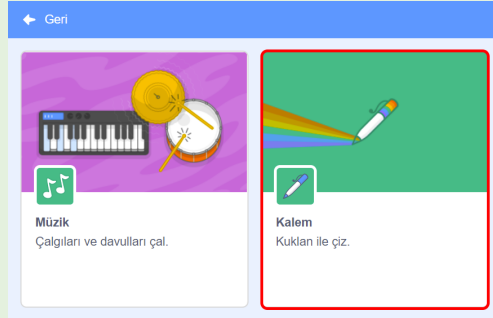 Geri
Müzik
Çalgıları ve davulları çal.
Kalem
Kuklan ile çiz.